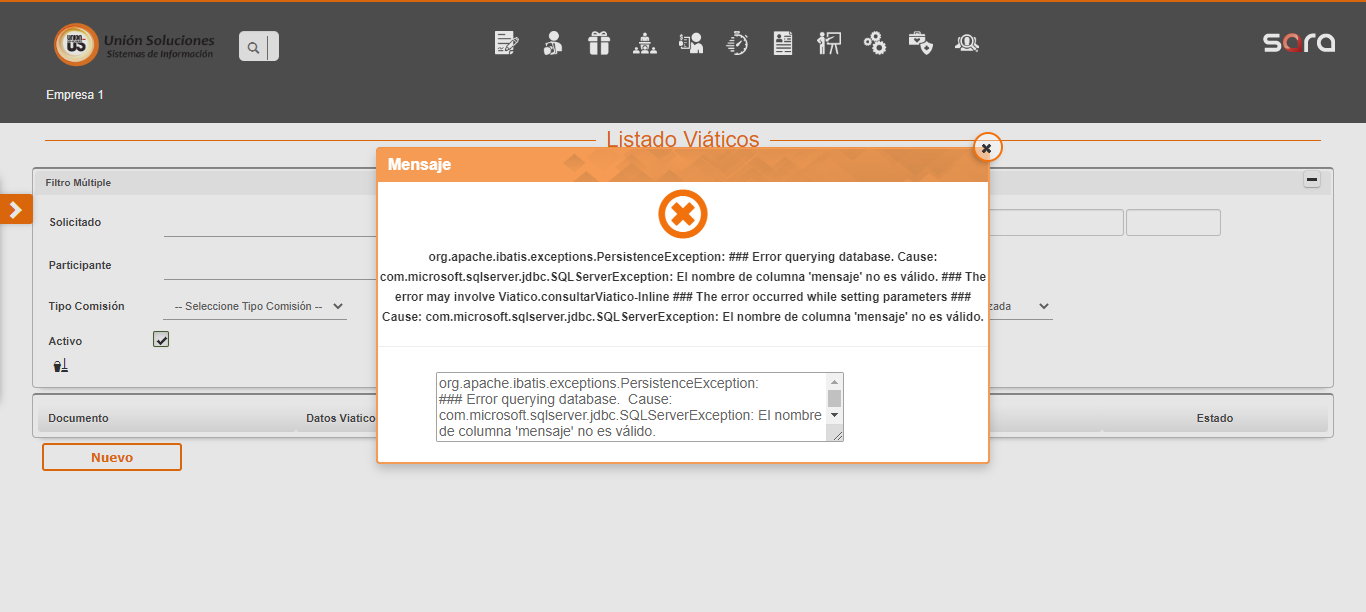 UNION
US
Unión Soluciones
Sistemas de Información
sara
Empresa 1
Listado Viáticos
Mensaje
Filtro Múltiple
Solicitado
org.apache.ibatis.exceptions.PersistenceException: ### Error querying database. Cause:
com.microsoft.sqlserver.jdbc.SQLServerException: El nombre de columna 'mensaje' no es válido. ### The
error may involve Viatico.consultarViatico-Inline ### The error occurred while setting parameters ###
Cause: com.microsoft.sqlserver.jdbc.SQLServerException: El nombre de columna 'mensaje' no es válido.
Participante
Tipo Comisión
-- Seleccione Tipo Comisión --
zada
Activo
org.apache.ibatis.exceptions.PersistenceException:
### Error querying database.  Cause:
com.microsoft.sqlserver.jdbc.SQLServerException: El nombre
de columna 'mensaje' no es válido.
Documento
Datos Viatico
Estado
Nuevo